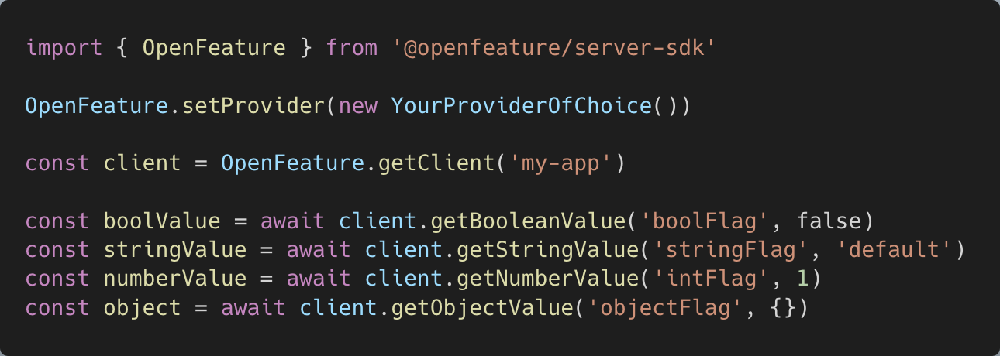 import { OpenFeature } from '@openfeature/server-sdk'
OpenFeature.setProvider(new YourProviderOfChoice())
const client = OpenFeature.getClient('my-app')
const boolValue = await client.getBooleanValue('boolFlag', false)
const stringValue = await client.getStringValue('stringFlag', 'default')
const numberValue = await client.getNumberValue('intFlag', 1)
const object = await client.getObjectValue('objectFlag', {})